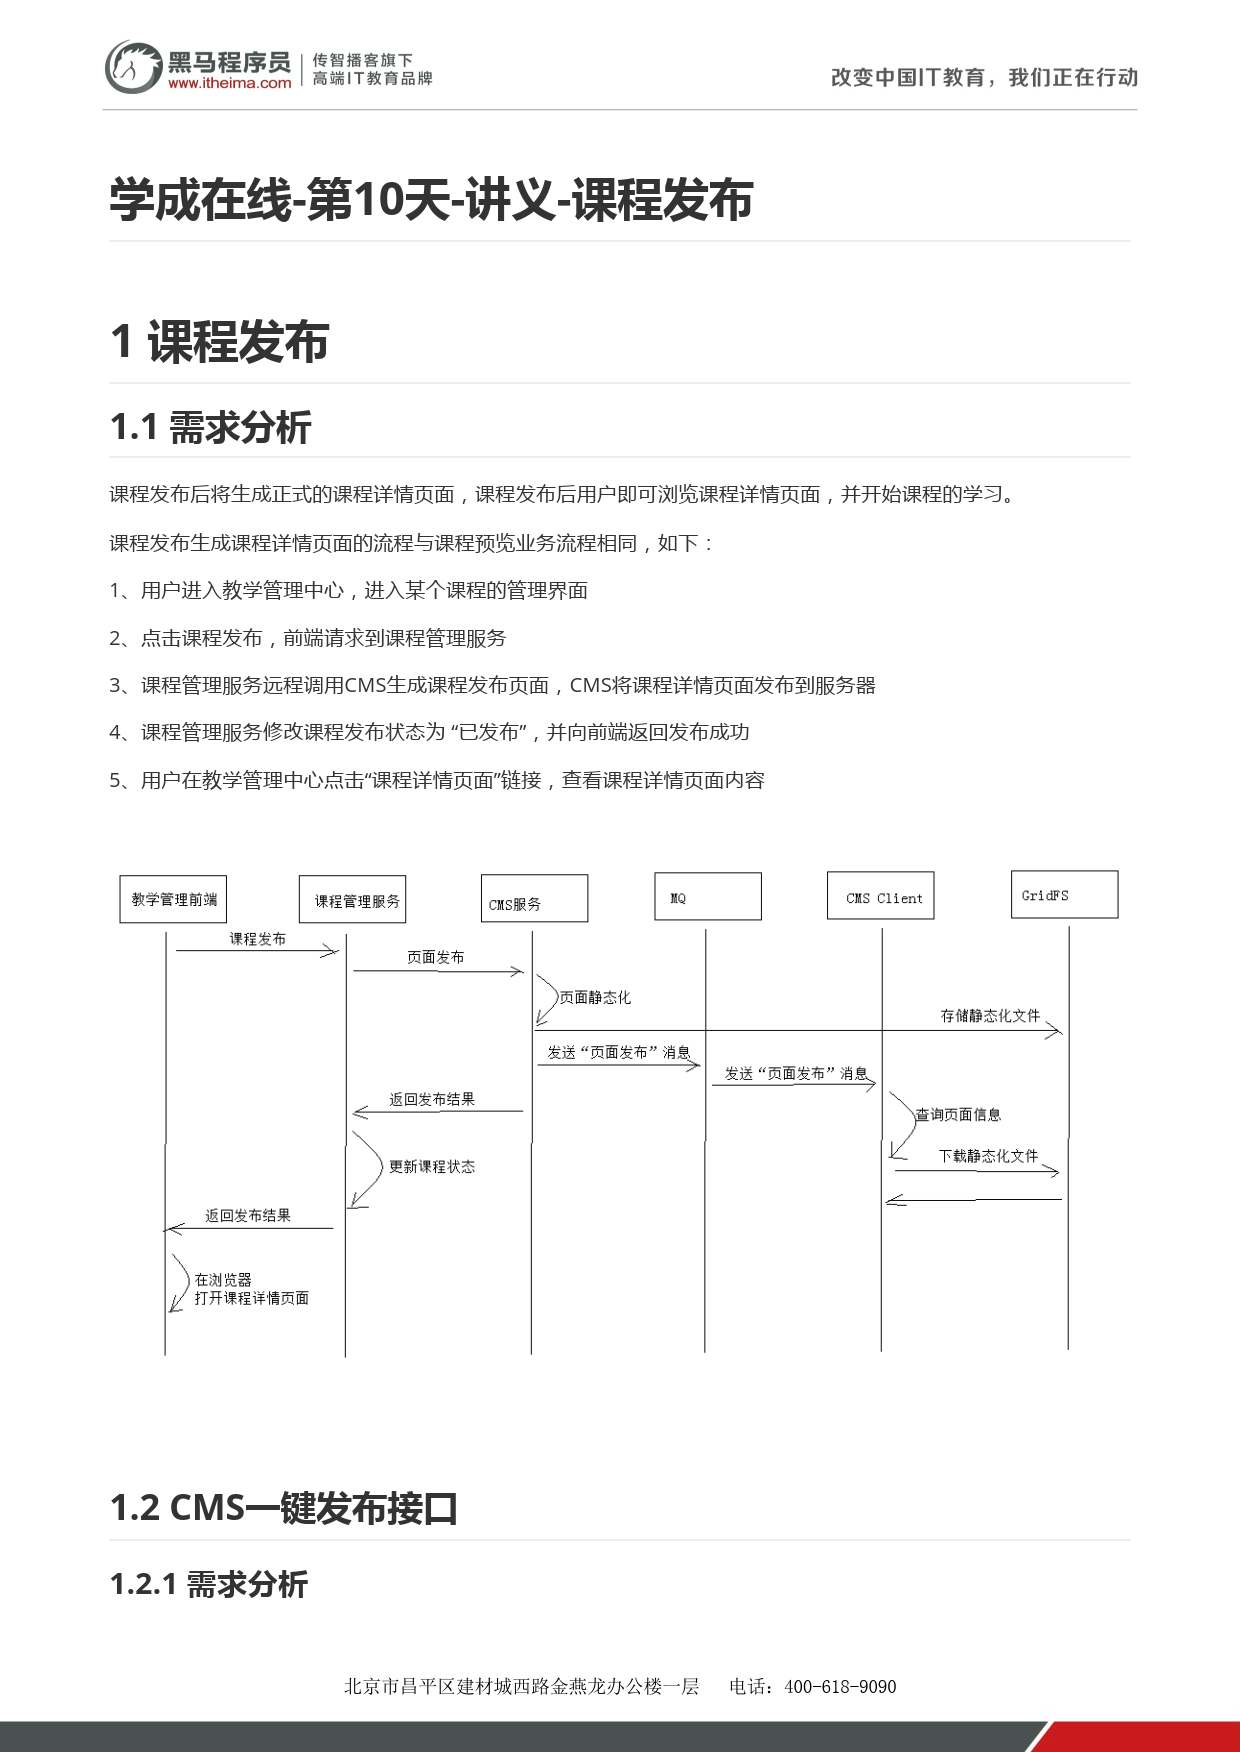 黑马程序员
www.itheima.com
传智播客旗下
高端IT教育品牌
改变中国IT教育，我们正在行动
学成在线-第10天-讲义-课程发布
1 课程发布
1.1 需求分析
课程发布后将生成正式的课程详情页面，课程发布后用户即可浏览课程详情页面，并开始课程的学习。
课程发布生成课程详情页面的流程与课程预览业务流程相同，如下：
1、用户进入教学管理中心，进入某个课程的管理界面
2、点击课程发布，前端请求到课程管理服务
3、课程管理服务远程调用CMS生成课程发布页面，CMS将课程详情页面发布到服务器
4、课程管理服务修改课程发布状态为 “已发布”，并向前端返回发布成功
5、用户在教学管理中心点击“课程详情页面”链接，查看课程详情页面内容
教学管理前端
课程管理服务
CMS服务
MQ
CMS Client
GridFS
课程发布
页面发布
页面静态化
存储静态化文件
发送“页面发布”消息
发送“页面发布”消息
返回发布结果
查询页面信息
下载静态化文件
更新课程状态
返回发布结果
在浏览器
打开课程详情页面
1.2 CMS一键发布接口
1.2.1 需求分析
北京市昌平区建材城西路金燕龙办公楼一层 电话：400-618-9090